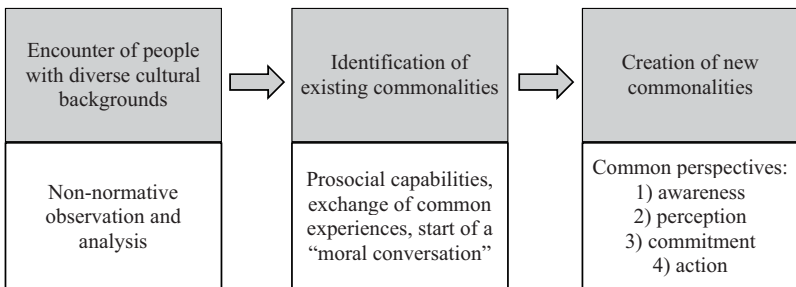 Encounter of people
with diverse cultural
backgrounds
Identification of
existing commonalities
Creation of new
commonalities
Non-normative
observation and
analysis
Prosocial capabilities,
exchange of common
experiences, start of a
“moral conversation”
Common perspectives:
1) awareness
2) perception
3) commitment
4) action